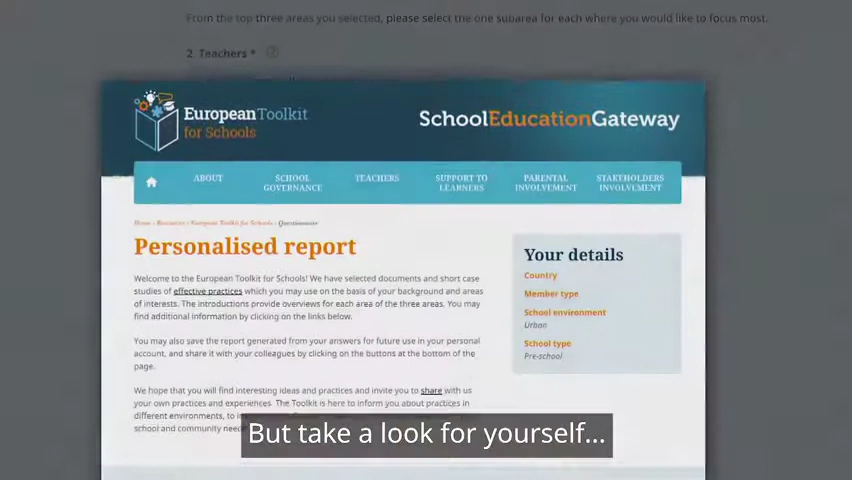 From the top three areas you selected, please select the one subarea for each where you would like to focus most.
2 Teachers *
European Toolkit
for Schools
SchoolEducationGateway
ABOUT
SCHOOL
GOVERNANCE
TEACHERS
SUPPORT TO
LEARNERS
PARENTAL
INVOLVEMENT
STAKEHOLDERS
INVOLVEMENT
Home › Resources › European Toolkit for Schools › Questionnaire
Personalised report
Welcome to the European Toolkit for Schools! We have selected documents and short case
studies of effective practices which you may use on the basis of your background and areas
of interests. The introductions provide overviews for each area of the three areas. You may
find additional information by clicking on the links below.
You may also save the report generated from your answers for future use in your personal
account, and share it with your colleagues by clicking on the buttons at the bottom of the
page.
We hope that you will find interesting ideas and practices and invite you to share with us
your own practices and experiences. The Toolkit is here to inform you about practices in
different environments, to
school and community
Your details
Country
Member type
School environment
Urban
School type
Pre-school
But take a look for yourself...